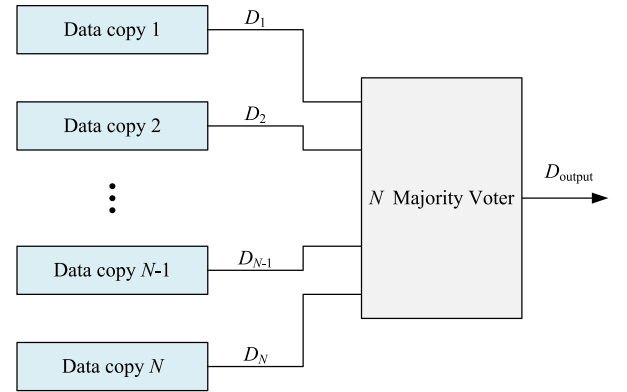 Data copy 1
D1
Data copy 2
D2
N Majority Voter
Doutput
Data copy N-1
DN-1
Data copy N
DN